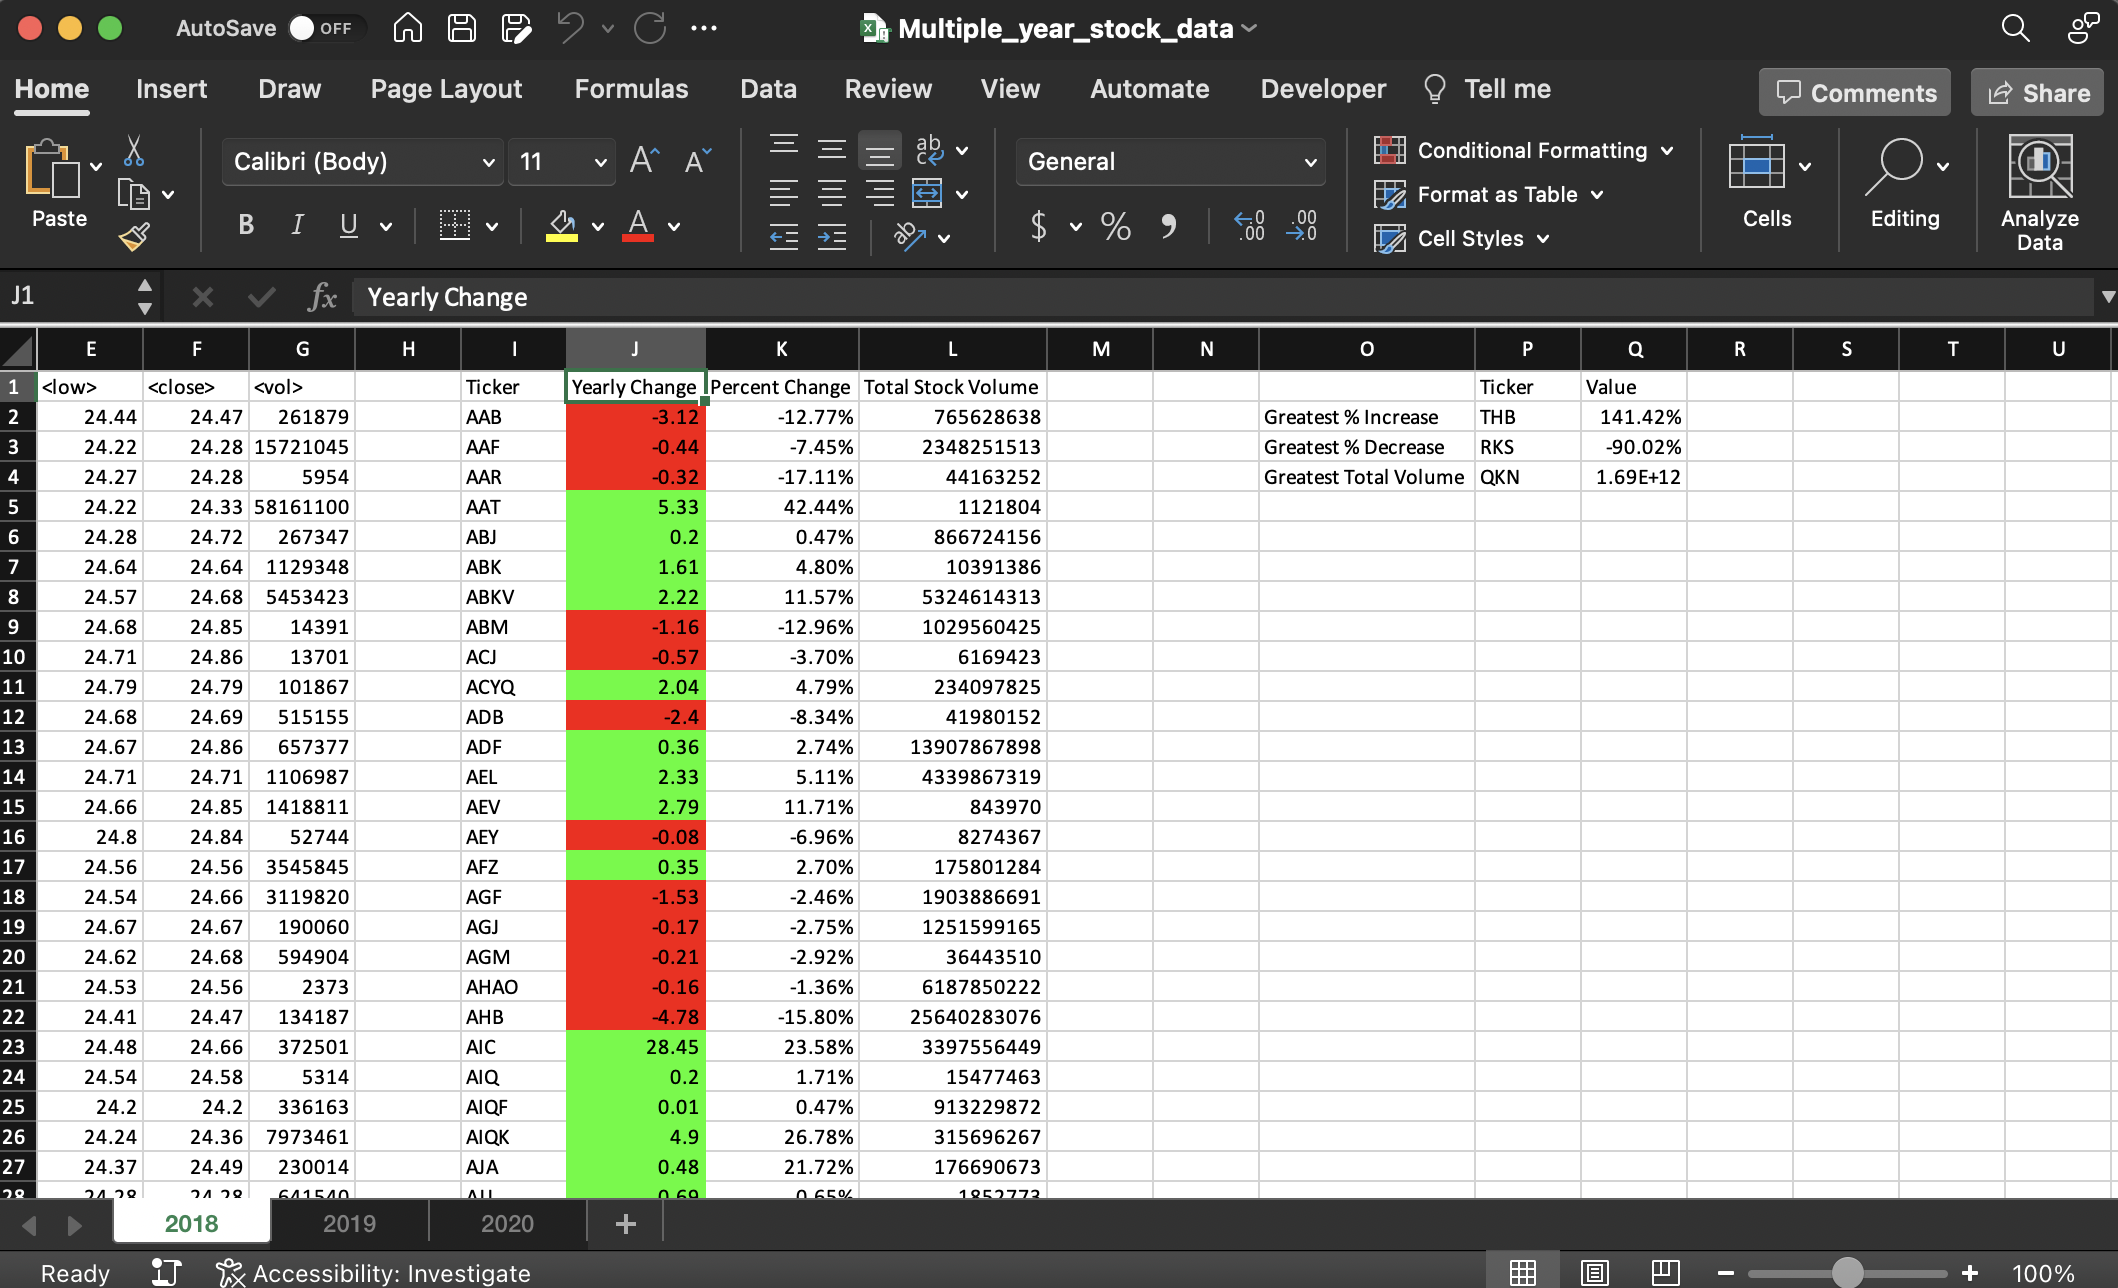 AutoSave OFF Multiple_year_stock_data
Home Insert Draw Page Layout Formulas Data Review View Automate Developer Tell me Comments Share
Paste Calibri (Body) 11 A A ab c General Conditional Formatting Format as Table Cell Styles Cells Editing Analyze Data
B I U A ab $ % , .0 .00 .00 .0
J1 fx Yearly Change
E F G H I J K L M N O P Q R S T U
1 <low> <close> <vol> Ticker Yearly Change Percent Change Total Stock Volume Ticker Value
2 24.44 24.47 261879 AAB -3.12 -12.77% 765628638 Greatest % Increase THB 141.42%
3 24.22 24.28 15721045 AAF -0.44 -7.45% 2348251513 Greatest % Decrease RKS -90.02%
4 24.27 24.28 5954 AAR -0.32 -17.11% 44163252 Greatest Total Volume QKN 1.69E+12
5 24.22 24.33 58161100 AAT 5.33 42.44% 1121804
6 24.28 24.72 267347 ABJ 0.2 0.47% 866724156
7 24.64 24.64 1129348 ABK 1.61 4.80% 10391386
8 24.57 24.68 5453423 ABKV 2.22 11.57% 5324614313
9 24.68 24.85 14391 ABM -1.16 -12.96% 1029560425
10 24.71 24.86 13701 ACJ -0.57 -3.70% 6169423
11 24.79 24.79 101867 ACYQ 2.04 4.79% 234097825
12 24.68 24.69 515155 ADB -2.4 -8.34% 41980152
13 24.67 24.86 657377 ADF 0.36 2.74% 13907867898
14 24.71 24.71 1106987 AEL 2.33 5.11% 4339867319
15 24.66 24.85 1418811 AEV 2.79 11.71% 843970
16 24.8 24.84 52744 AEY -0.08 -6.96% 8274367
17 24.56 24.56 3545845 AFZ 0.35 2.70% 175801284
18 24.54 24.66 3119820 AGF -1.53 -2.46% 1903886691
19 24.67 24.67 190060 AGJ -0.17 -2.75% 1251599165
20 24.62 24.68 594904 AGM -0.21 -2.92% 36443510
21 24.53 24.56 2373 AHAO -0.16 -1.36% 6187850222
22 24.41 24.47 134187 AHB -4.78 -15.80% 25640283076
23 24.48 24.66 372501 AIC 28.45 23.58% 3397556449
24 24.54 24.58 5314 AIQ 0.2 1.71% 15477463
25 24.2 24.2 336163 AIQF 0.01 0.47% 913229872
26 24.24 24.36 7973461 AIQK 4.9 26.78% 315696267
27 24.37 24.49 230014 AJA 0.48 21.72% 176690673
28 24.28 24.28 641540 0.69 0.65% 1852773
2018 2019 2020 +
Ready Accessibility: Investigate 100%